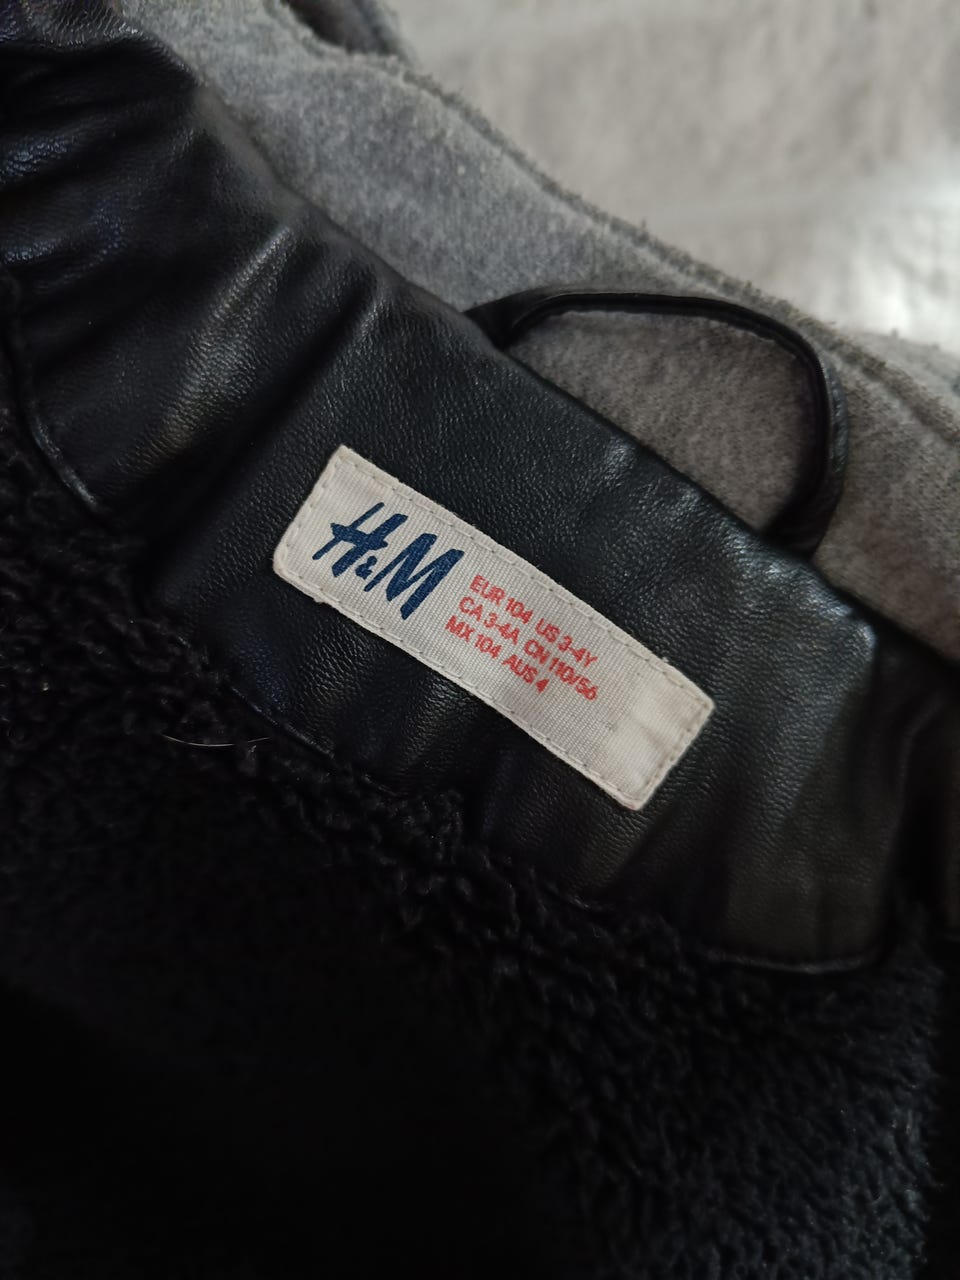 H&M
EUR 104 US 3-4Y
CA 3-4A CN 110/56
MX 104 AUS 4